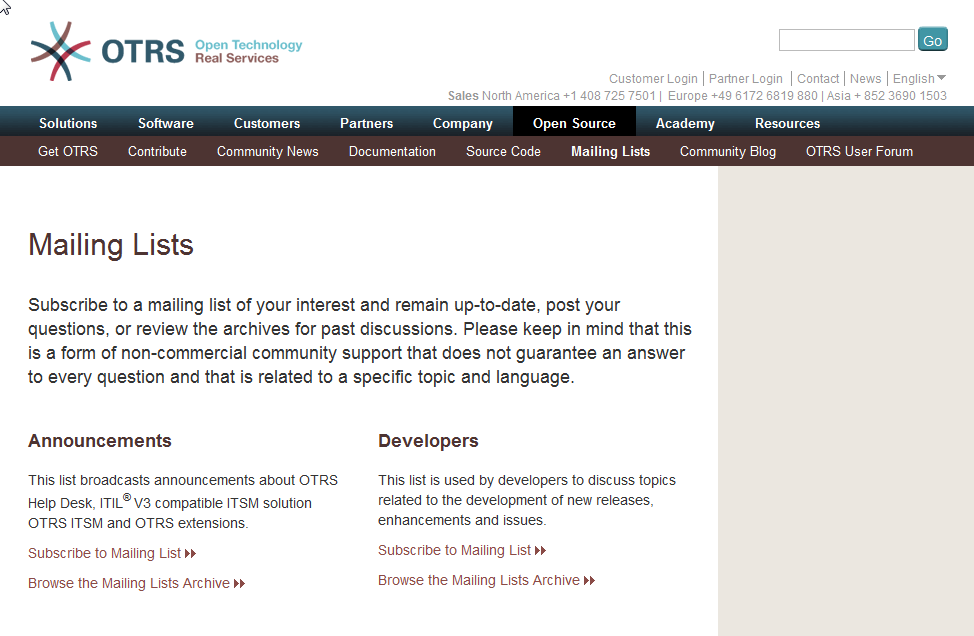 OTRS Open Technology
Real Services
Go
Customer Login | Partner Login | Contact | News | English
Sales North America +1 408 725 7501 | Europe +49 6172 6819 880 | Asia + 852 3690 1503
Solutions Software Customers Partners Company Open Source Academy Resources
Get OTRS Contribute Community News Documentation Source Code Mailing Lists Community Blog OTRS User Forum
Mailing Lists
Subscribe to a mailing list of your interest and remain up-to-date, post your
questions, or review the archives for past discussions. Please keep in mind that this
is a form of non-commercial community support that does not guarantee an answer
to every question and that is related to a specific topic and language.
Announcements
This list broadcasts announcements about OTRS
Help Desk, ITIL® V3 compatible ITSM solution
OTRS ITSM and OTRS extensions.
Subscribe to Mailing List
Browse the Mailing Lists Archive
Developers
This list is used by developers to discuss topics
related to the development of new releases,
enhancements and issues.
Subscribe to Mailing List
Browse the Mailing Lists Archive